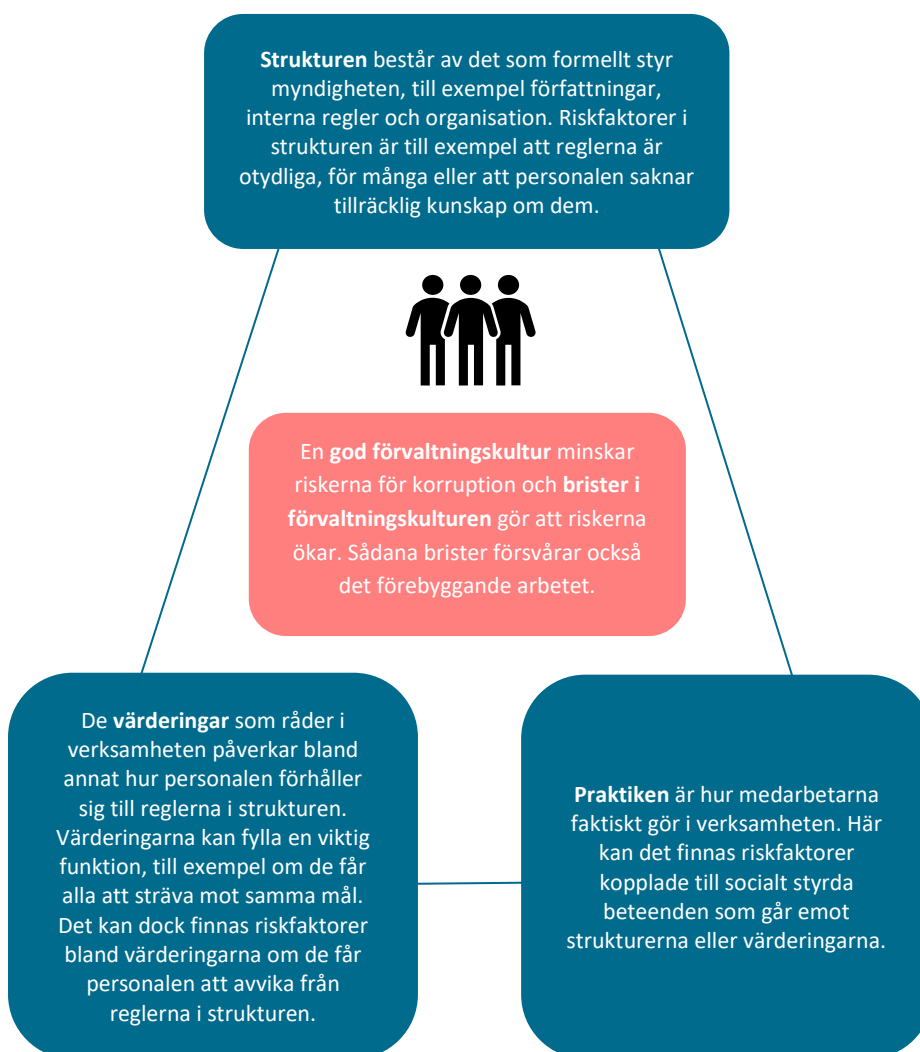 Strukturen består av det som formellt styr
myndigheten, till exempel författningar,
interna regler och organisation. Riskfaktorer i
strukturen är till exempel att reglerna är
otydliga, för många eller att personalen saknar
tillräcklig kunskap om dem.
En god förvaltningskultur minskar
riskerna för korruption och brister i
förvaltningskulturen gör att riskerna
ökar. Sådana brister försvårar också
det förebyggande arbetet.
De värderingar som råder i
verksamheten påverkar bland
annat hur personalen förhåller
sig till reglerna i strukturen.
Värderingarna kan fylla en viktig
funktion, till exempel om de får
alla att sträva mot samma mål.
Det kan dock finnas riskfaktorer
bland värderingarna om de får
personalen att avvika från
reglerna i strukturen.
Praktiken är hur medarbetarna
faktiskt gör i verksamheten. Här
kan det finnas riskfaktorer
kopplade till socialt styrda
beteenden som går emot
strukturerna eller värderingarna.